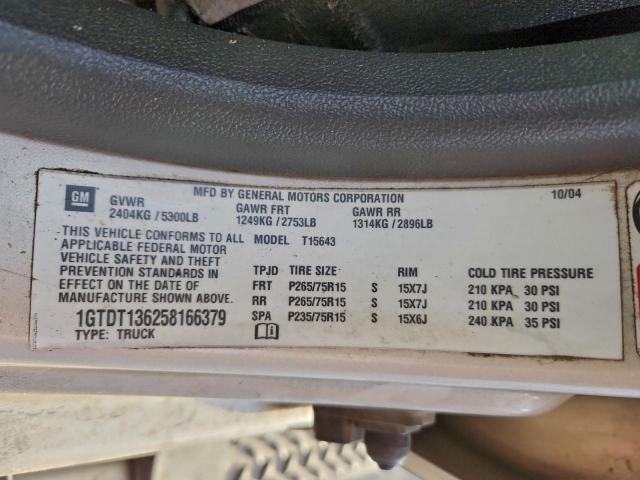 MFD BY GENERAL MOTORS CORPORATION 10/04
GM GVWR GAWR FRT GAWR RR
2404KG / 5300LB 1249KG / 2753LB 1314KG / 2896LB
THIS VEHICLE CONFORMS TO ALL MODEL T15643
APPLICABLE FEDERAL MOTOR
VEHICLE SAFETY AND THEFT
PREVENTION STANDARDS IN
EFFECT ON THE DATE OF
MANUFACTURE SHOWN ABOVE.
TPJD TIRE SIZE RIM COLD TIRE PRESSURE
FRT P265/75R15 S 15X7J 210 KPA 30 PSI
RR P265/75R15 S 15X7J 210 KPA 30 PSI
SPA P235/75R15 S 15X6J 240 KPA 35 PSI
1GTDT136258166379
TYPE: TRUCK